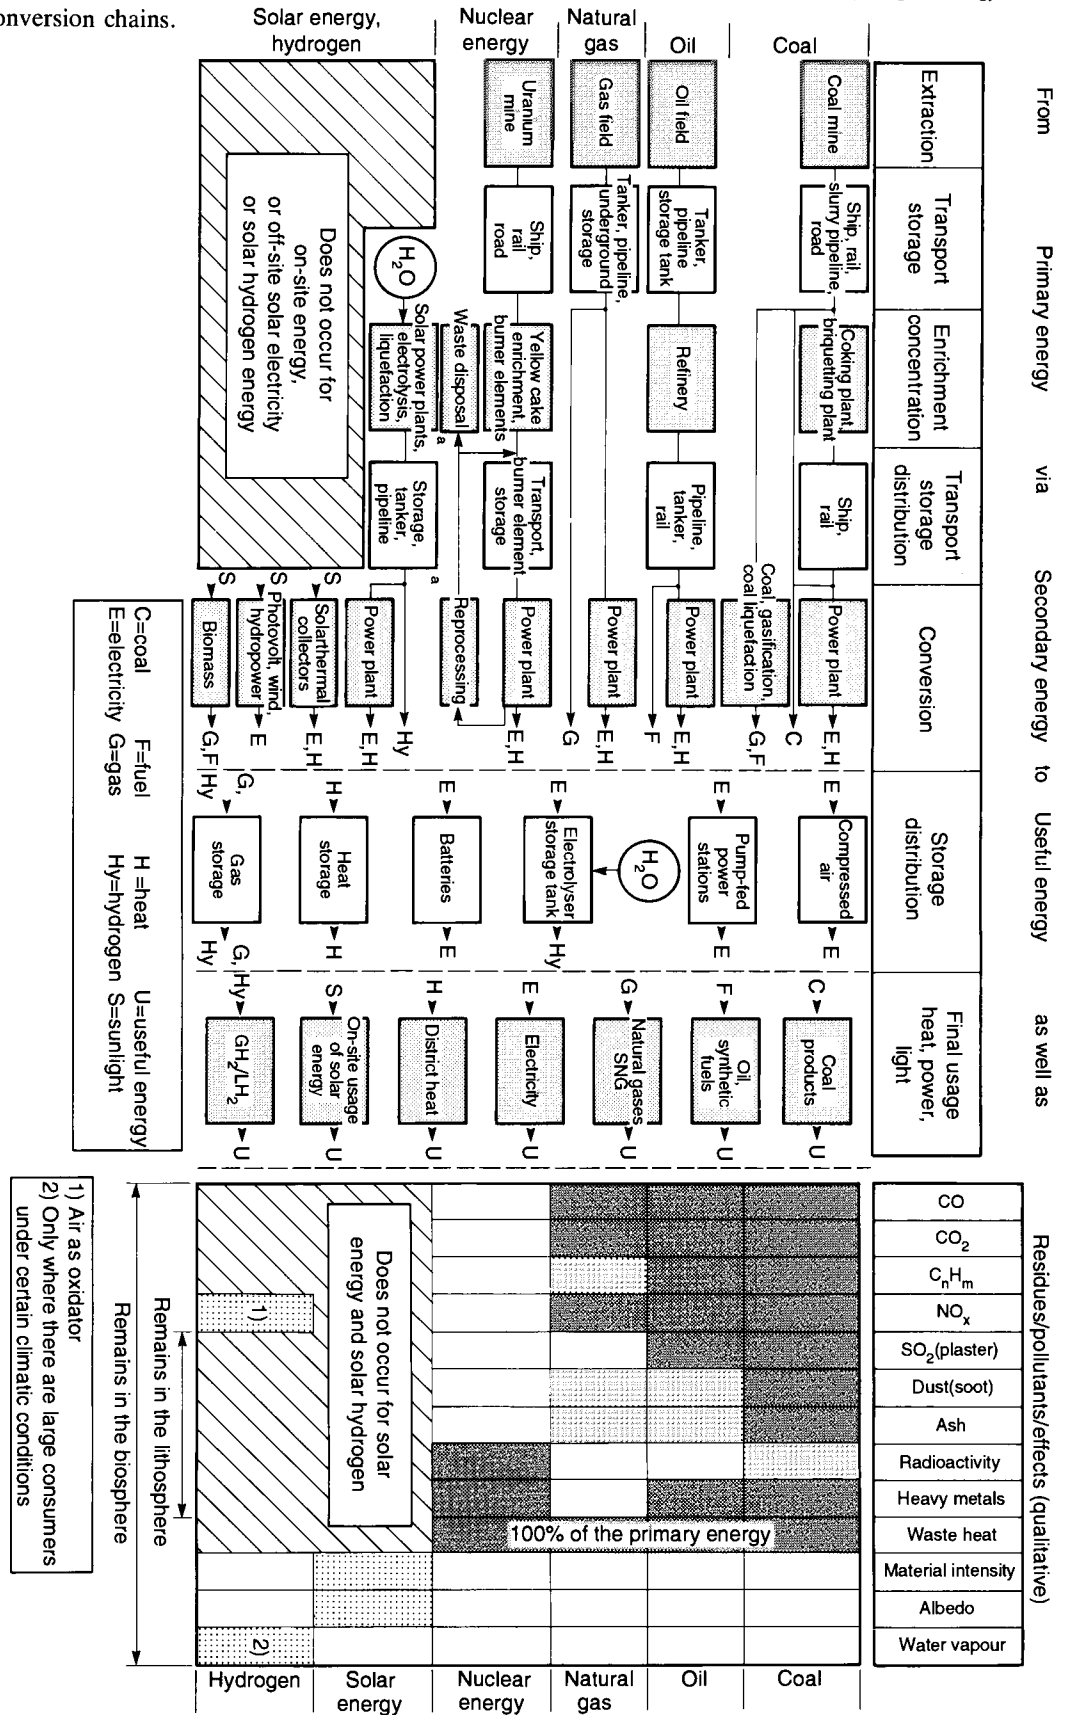 onversion chains.
From Primary energy via Secondary energy to Useful energy as well as
Residues/pollutants/effects (qualitative)
Solar energy,
hydrogen
Nuclear
energy
Natural
gas
Oil
Coal
Extraction
Transport
storage
Enrichment
concentration
Transport
storage
distribution
Conversion
Storage
distribution
Final usage
heat, power,
light
Coal mine
Ship, rail,
slurry pipeline,
road
Coking plant,
briquetting plant
Ship,
rail
Power plant
E,H
C
Coal, gasification,
coal liquefaction
G,F
Oil field
Tanker,
pipeline
storage tank
Refinery
Pipeline,
tanker,
rail
Power plant
E,H
F
Gas field
Tanker, pipeline,
underground
storage
Power plant
E,H
G
Uranium
mine
Ship,
rail
road
Yellow cake
enrichment,
burner elements
Transport,
burner element
storage
Power plant
E,H
Waste disposal
Reprocessing
H2O
Solar power plants,
electrolysis,
liquefaction
a
Storage,
tanker,
pipeline
a
Hy
Power plant
E,H
Does not occur for
on-site energy,
or off-site solar electricity
or solar hydrogen energy
S
Solarthermal
collectors
E,H
S
Photovolt, wind,
hydropower
E
S
Biomass
G,F
Hy
E
Compressed
air
E
E
Pump-fed
power
stations
E
H2O
E
Electrolyser
storage tank
Hy
E
Batteries
E
H
Heat
storage
H
G,
Gas
storage
G,
Hy
C
Coal
products
U
F
Oil,
synthetic
fuels
U
G
Natural gases
SNG
U
E
Electricity
U
H
District heat
U
S
On-site usage
of solar
energy
U
Hy
GH2/LH2
U
C=coal F=fuel H =heat U=useful energy
E=electricity G=gas Hy=hydrogen S=sunlight
CO
CO2
CnHm
NOx
SO2(plaster)
Dust(soot)
Ash
Radioactivity
Heavy metals
Waste heat
Material intensity
Albedo
Water vapour
Does not occur for solar
energy and solar hydrogen
100% of the primary energy
1)
2)
Hydrogen
Solar
energy
Nuclear
energy
Natural
gas
Oil
Coal
Remains in the lithosphere
Remains in the biosphere
1) Air as oxidator
2) Only where there are large consumers
under certain climatic conditions